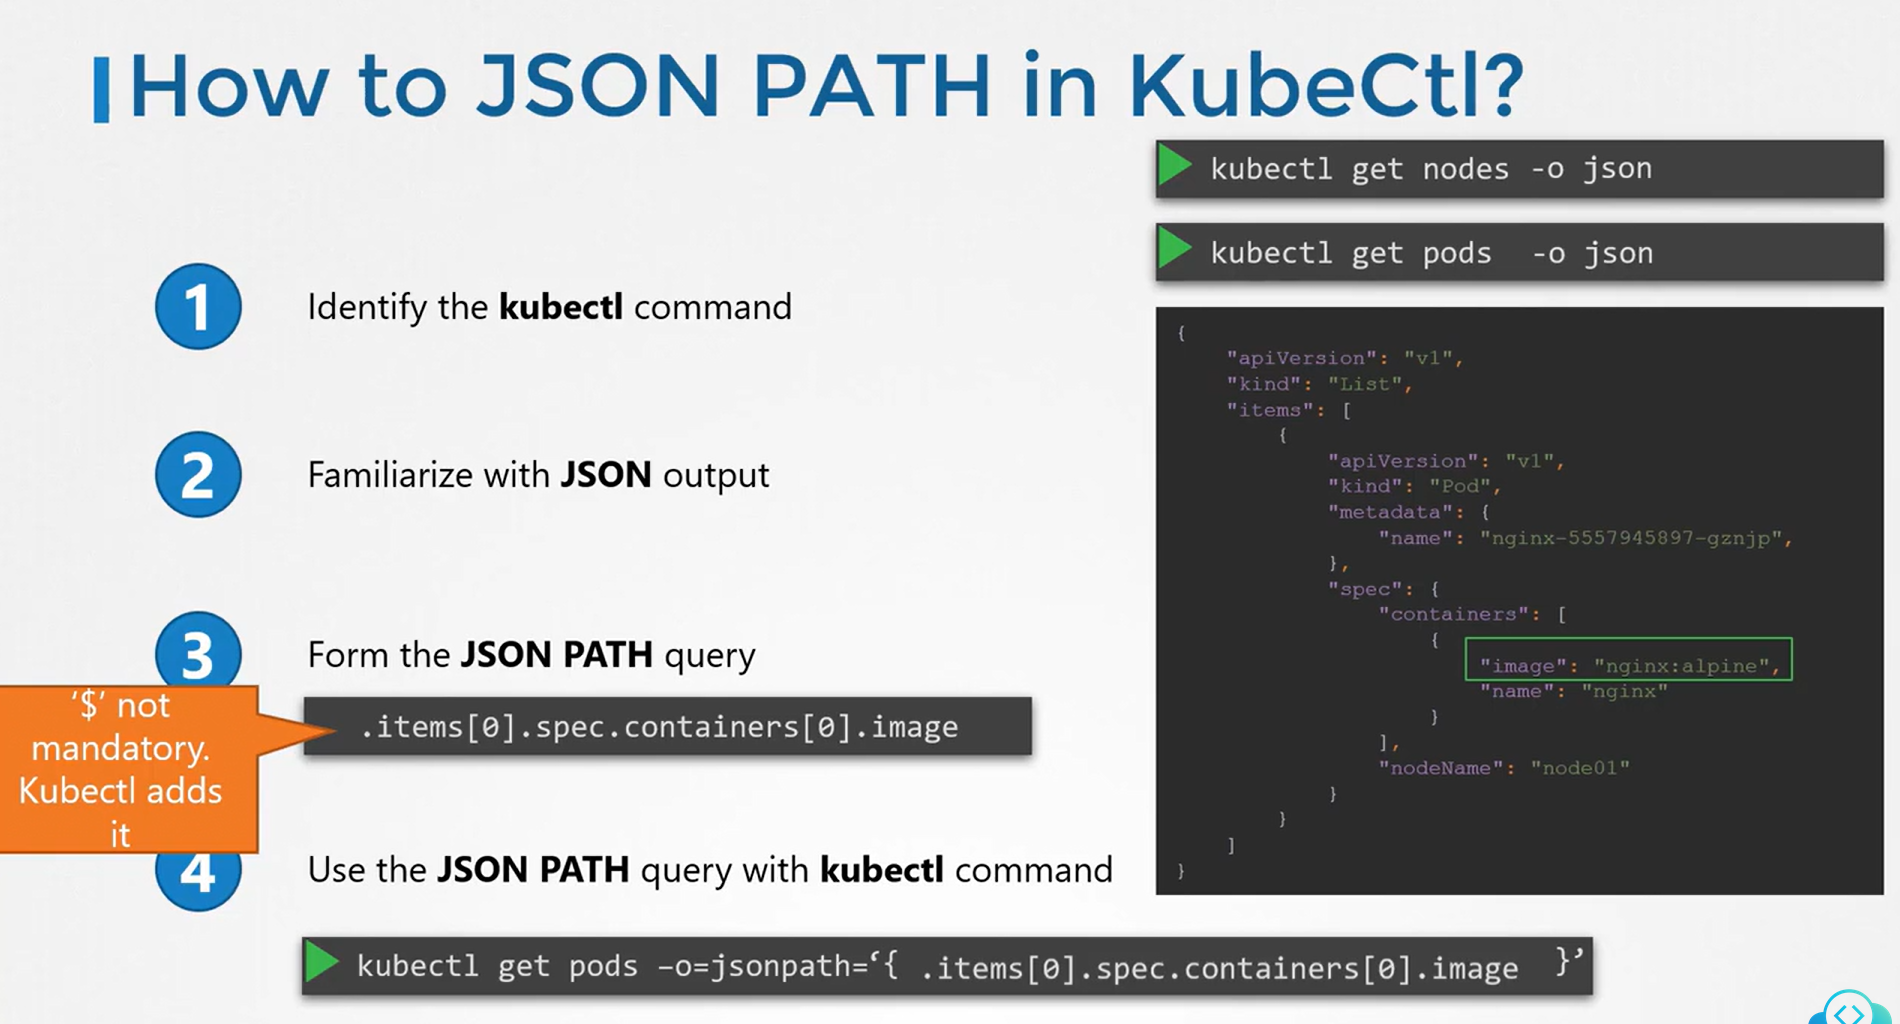 How to JSON PATH in KubeCtl?
kubectl get nodes -o json
kubectl get pods  -o json
1
Identify the kubectl command
2
Familiarize with JSON output
3
Form the JSON PATH query
‘$’ not
mandatory.
Kubectl adds
it
.items[0].spec.containers[0].image
4
Use the JSON PATH query with kubectl command
kubectl get pods –o=jsonpath=‘{ .items[0].spec.containers[0].image }’
{
"apiVersion": "v1",
"kind": "List",
"items": [
{
"apiVersion": "v1",
"kind": "Pod",
"metadata": {
"name": "nginx-5557945897-gznjp",
},
"spec": {
"containers": [
{
"image": "nginx:alpine",
"name": "nginx"
}
],
"nodeName": "node01"
}
}
]
}